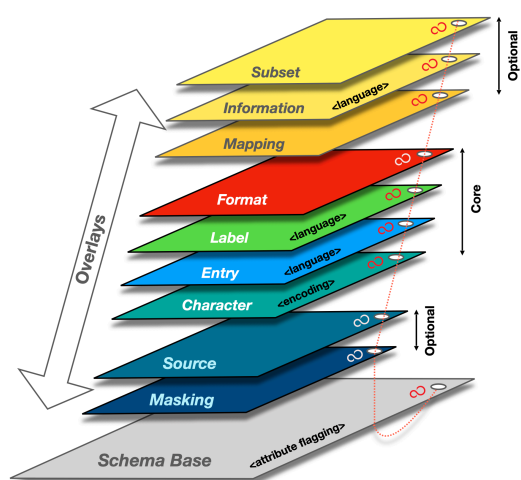 Subset
Optional
Information <language>
Mapping
Format
Core
Label <language>
Entry <language>
Character <encoding>
Overlays
Source
Optional
Masking
Schema Base <attribute flagging>